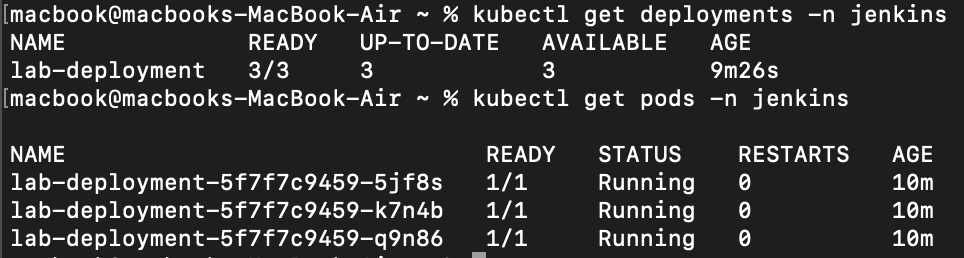 [macbook@macbooks-MacBook-Air ~ % kubectl get deployments -n jenkins
NAME READY UP-TO-DATE AVAILABLE AGE
lab-deployment 3/3 3 3 9m26s
[macbook@macbooks-MacBook-Air ~ % kubectl get pods -n jenkins
NAME READY STATUS RESTARTS AGE
lab-deployment-5f7f7c9459-5jf8s 1/1 Running 0 10m
lab-deployment-5f7f7c9459-k7n4b 1/1 Running 0 10m
lab-deployment-5f7f7c9459-q9n86 1/1 Running 0 10m